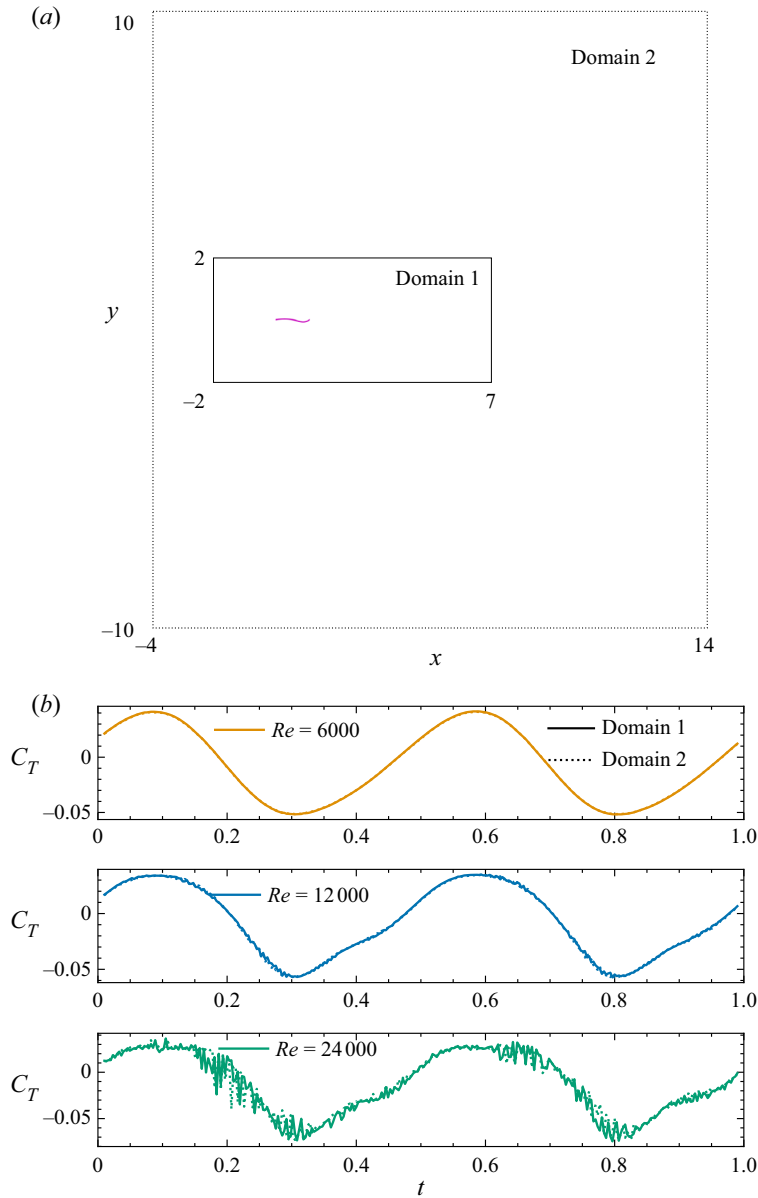 (a)
10
Domain 2
2
Domain 1
y
−2
7
−10
−4
x
14
(b)
Re = 6000
Domain 1
Domain 2
C_T
0
−0.05
0 0.2 0.4 0.6 0.8 1.0
Re = 12 000
C_T
0
−0.05
0 0.2 0.4 0.6 0.8 1.0
Re = 24 000
C_T
0
−0.05
0 0.2 0.4 0.6 0.8 1.0
t